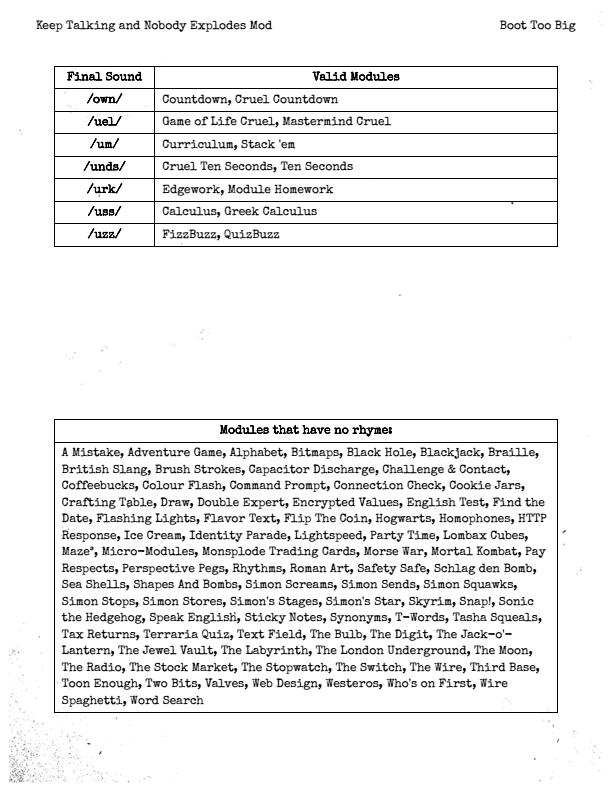 Keep Talking and Nobody Explodes Mod Boot Too Big
Final Sound Valid Modules
/own/ Countdown, Cruel Countdown
/uel/ Game of Life Cruel, Mastermind Cruel
/um/ Curriculum, Stack 'em
/unds/ Cruel Ten Seconds, Ten Seconds
/urk/ Edgework, Module Homework
/uss/ Calculus, Greek Calculus
/uzz/ FizzBuzz, QuizBuzz
Modules that have no rhyme:
A Mistake, Adventure Game, Alphabet, Bitmaps, Black Hole, Blackjack, Braille,
British Slang, Brush Strokes, Capacitor Discharge, Challenge & Contact,
Coffeebucks, Colour Flash, Command Prompt, Connection Check, Cookie Jars,
Crafting Table, Draw, Double Expert, Encrypted Values, English Test, Find the
Date, Flashing Lights, Flavor Text, Flip The Coin, Hogwarts, Homophones, HTTP
Response, Ice Cream, Identity Parade, Lightspeed, Party Time, Lombax Cubes,
Maze³, Micro-Modules, Monsplode Trading Cards, Morse War, Mortal Kombat, Pay
Respects, Perspective Pegs, Rhythms, Roman Art, Safety Safe, Schlag den Bomb,
Sea Shells, Shapes And Bombs, Simon Screams, Simon Sends, Simon Squawks,
Simon Stops, Simon Stores, Simon's Stages, Simon's Star, Skyrim, Snap!, Sonic
the Hedgehog, Speak English, Sticky Notes, Synonyms, T-Words, Tasha Squeals,
Tax Returns, Terraria Quiz, Text Field, The Bulb, The Digit, The Jack-o'-
Lantern, The Jewel Vault, The Labyrinth, The London Underground, The Moon,
The Radio, The Stock Market, The Stopwatch, The Switch, The Wire, Third Base,
Toon Enough, Two Bits, Valves, Web Design, Westeros, Who's on First, Wire
Spaghetti, Word Search